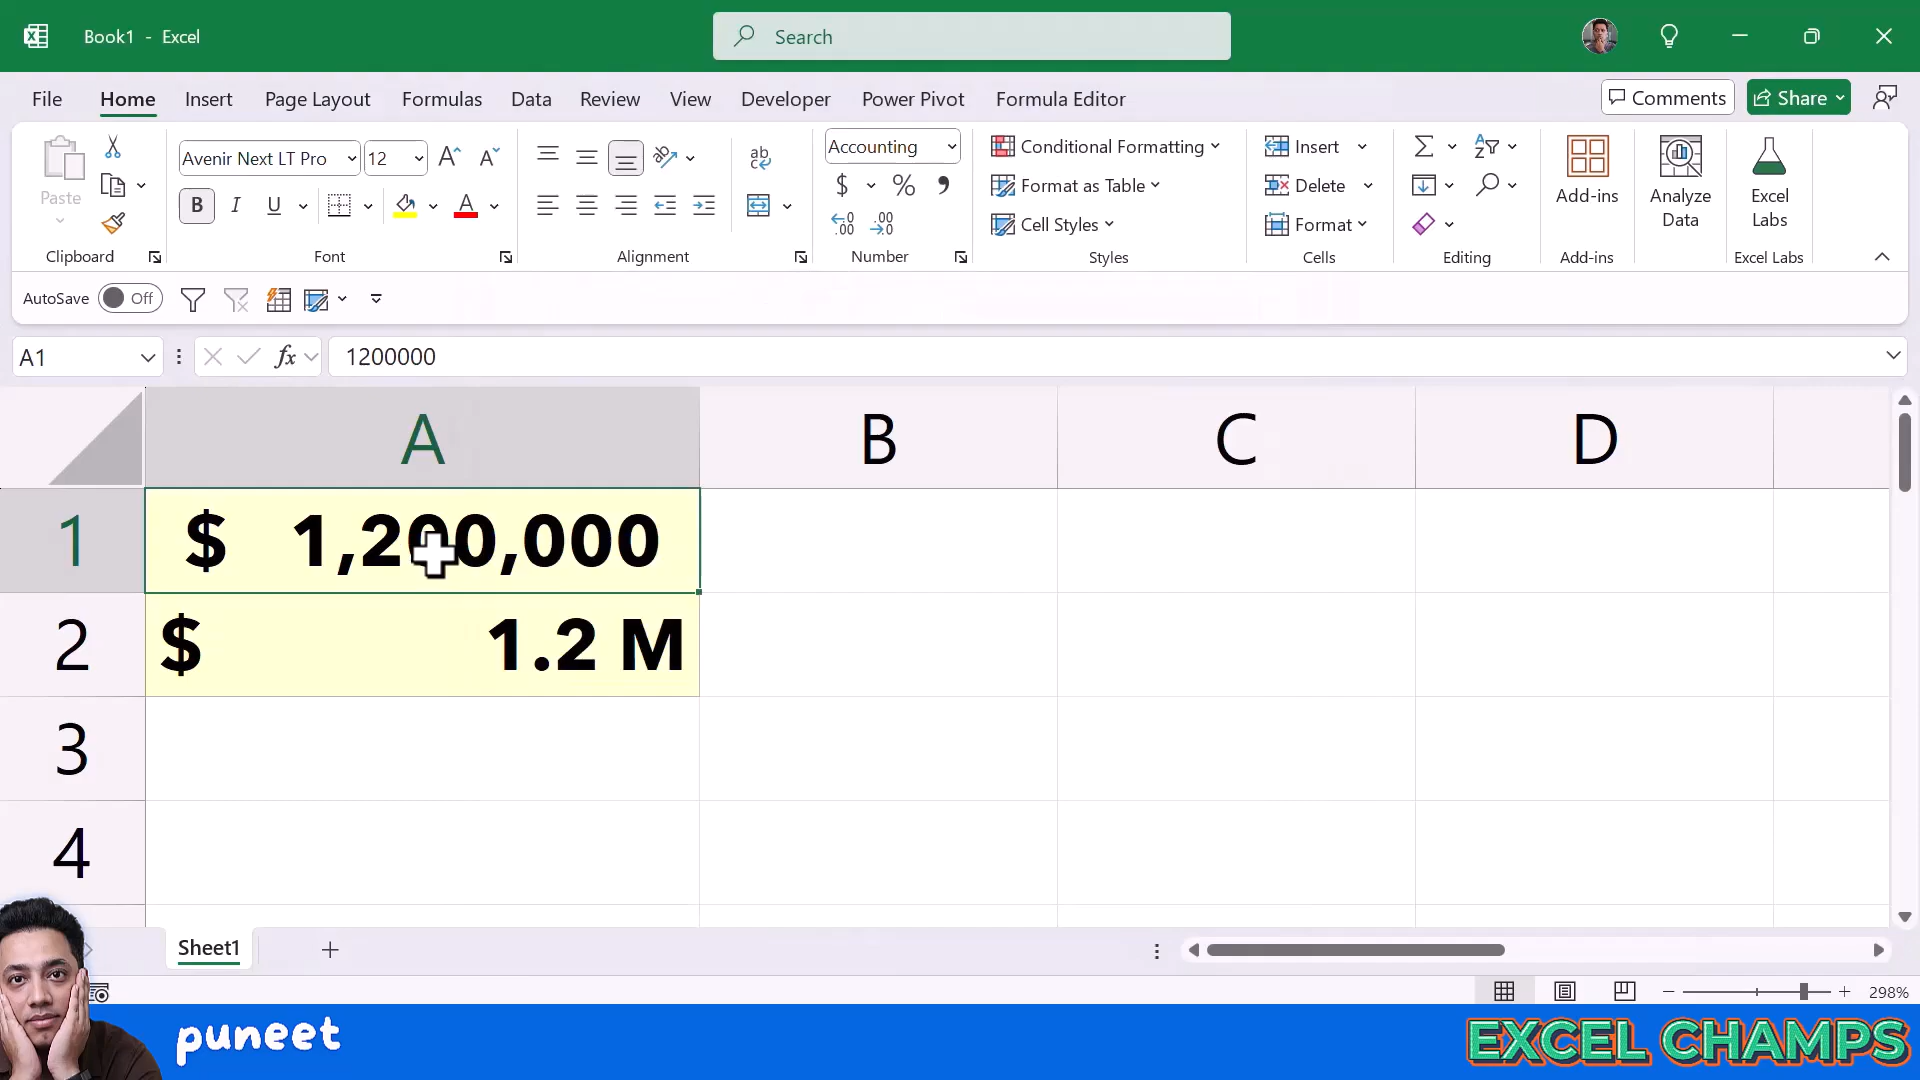 Book1 - Excel
Search
File Home Insert Page Layout Formulas Data Review View Developer Power Pivot Formula Editor Comments Share
Paste
Avenir Next LT Pro 12
B I U A
ab
Accounting
$ % ,
Conditional Formatting
Format as Table
Cell Styles
Insert
Delete
Format
Add-ins
Analyze Data
Excel Labs
Clipboard Font Alignment Number Styles Cells Editing Add-ins Excel Labs
AutoSave Off
A1 fx 1200000
A B C D
1 $ 1,200,000
2 $ 1.2 M
3
4
Sheet1
298%
puneet
EXCEL CHAMPS